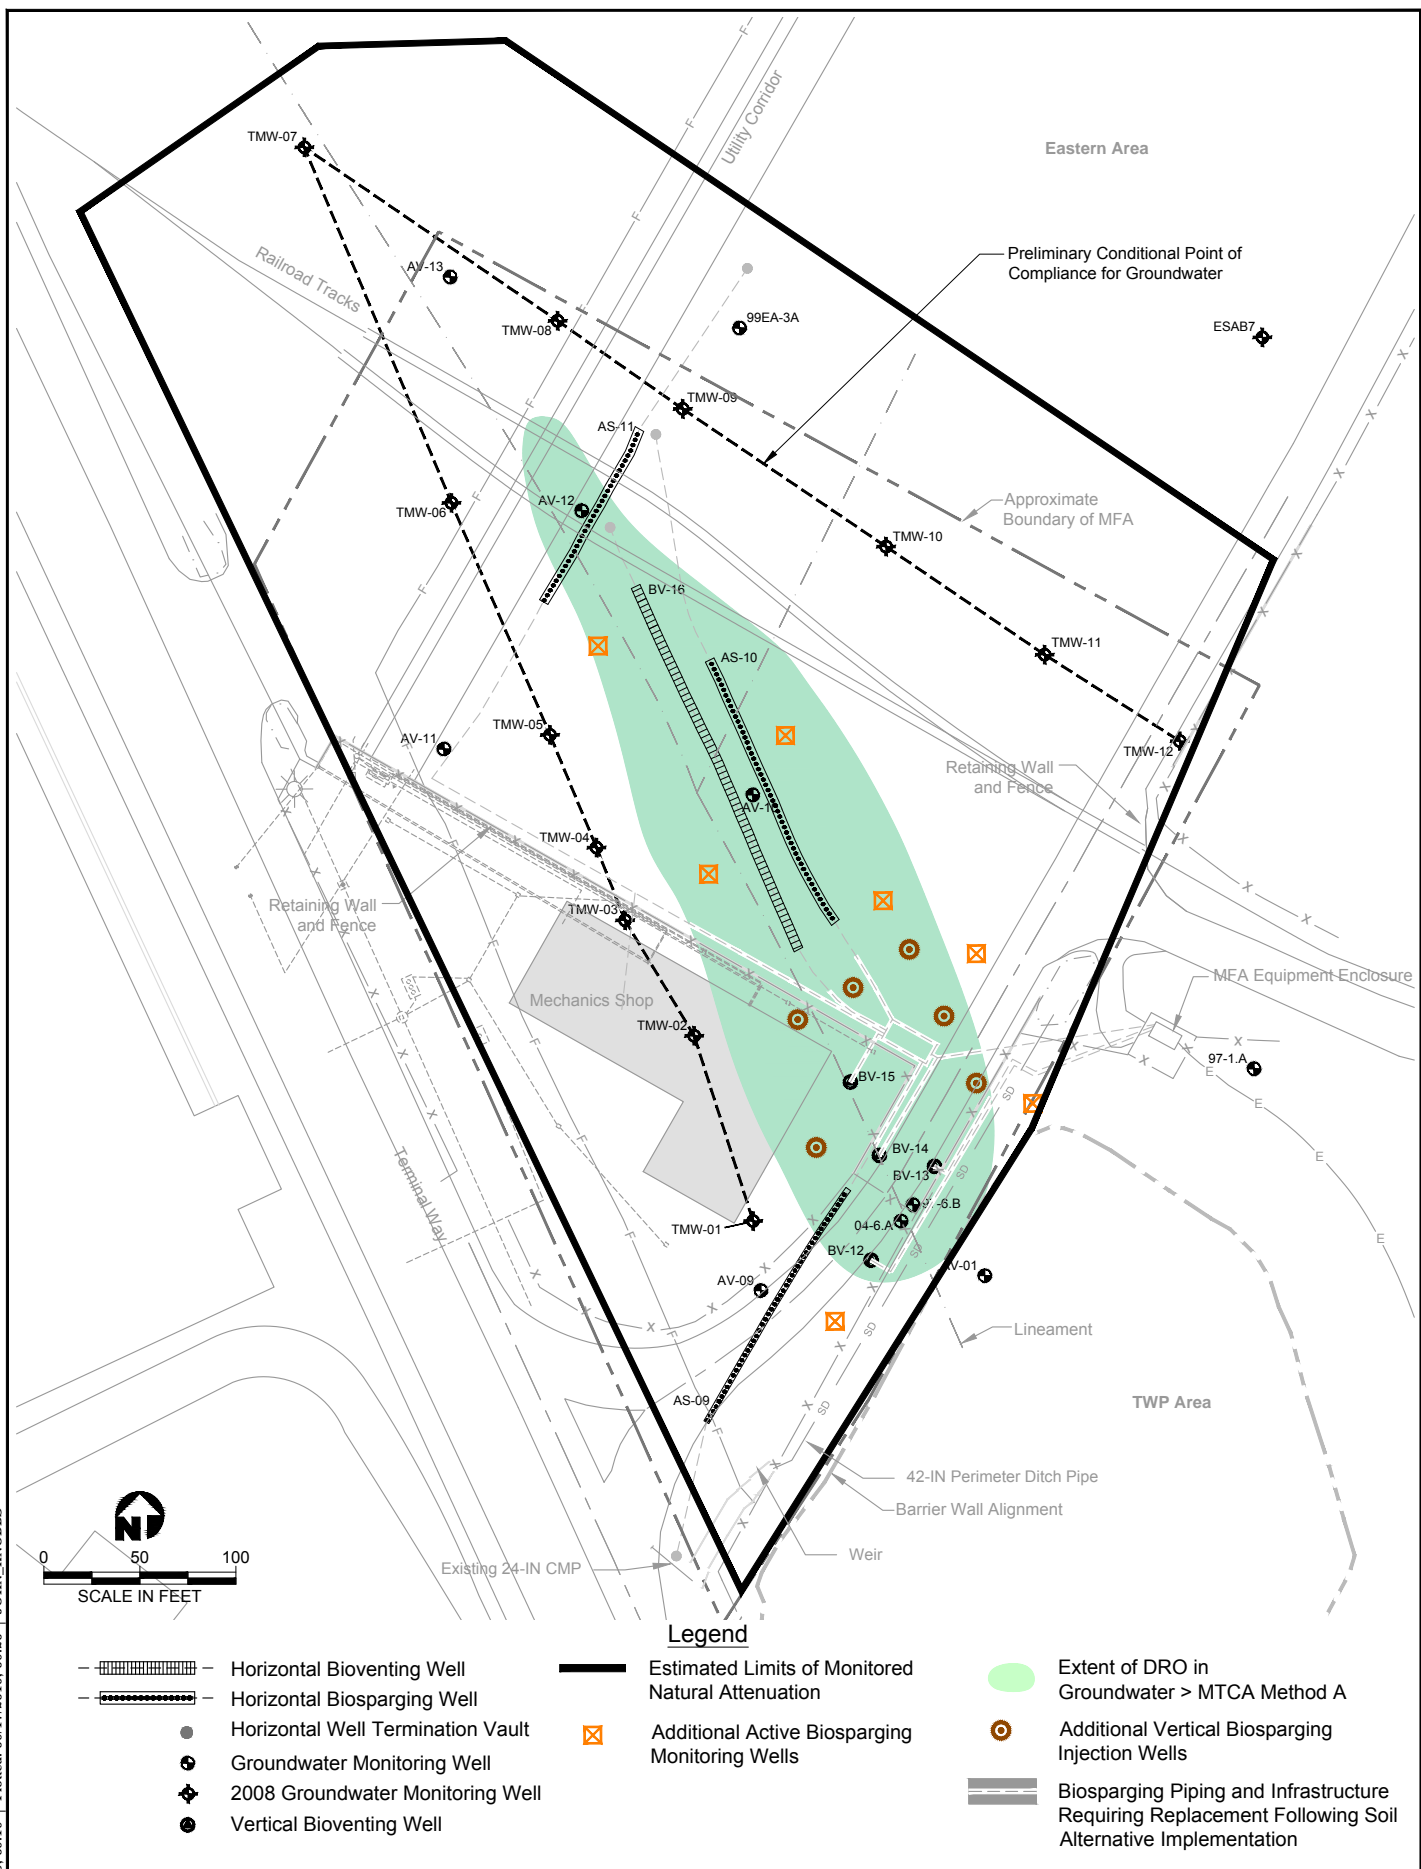 F
Utility Corridor
TMW-07
Eastern Area
F
F
Preliminary Conditional Point of
Compliance for Groundwater
AV-13
Railroad Tracks
99EA-3A
F
TMW-08
ESAB7
X
TMW-09
F
AS-11
X
AV-12
TMW-06
F
Approximate
Boundary of MFA
TMW-10
X
F
BV-16
X
TMW-11
AS-10
TMW-05
AV-11
TMW-12
Retaining Wall
and Fence
AV-1
X
TMW-04
X
Retaining Wall
and Fence
TMW-03
X
X
MFA Equipment Enclosure
Mechanics Shop
TMW-02
X
97-1.A
E
BV-15
SD
E
BV-14
BV-13
E
Terminal Way
-6.B
TMW-01
04-6.A
E
BV-12
SD
V-01
AV-09
X
SD
Lineament
AS-09
TWP Area
SD
42-IN Perimeter Ditch Pipe
Barrier Wall Alignment
Weir
Existing 24-IN CMP
N
0 50 100
SCALE IN FEET
Legend
Horizontal Bioventing Well
Horizontal Biosparging Well
Horizontal Well Termination Vault
Groundwater Monitoring Well
2008 Groundwater Monitoring Well
Vertical Bioventing Well
Estimated Limits of Monitored
Natural Attenuation
Additional Active Biosparging
Monitoring Wells
Extent of DRO in
Groundwater > MTCA Method A
Additional Vertical Biosparging
Injection Wells
Biosparging Piping and Infrastructure
Requiring Replacement Following Soil
Alternative Implementation